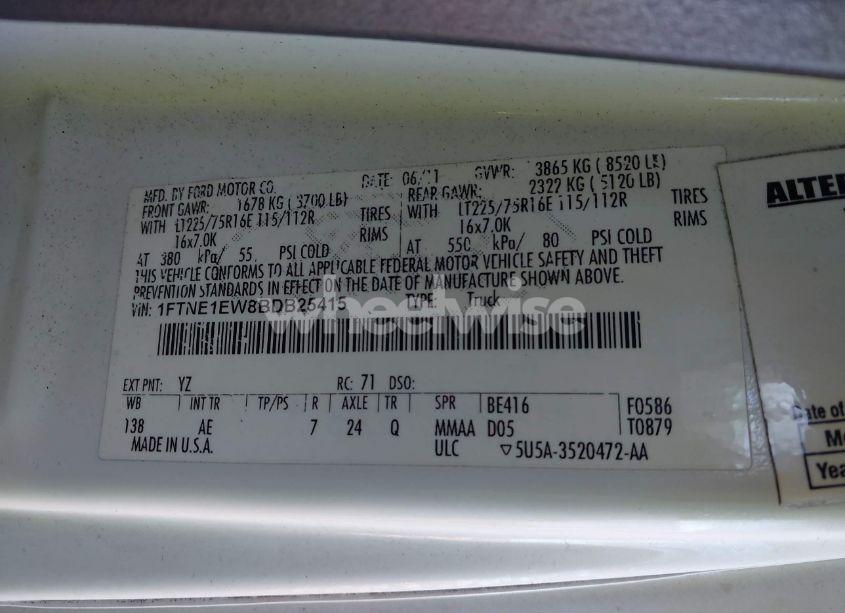 MFD. BY FORD MOTOR CO. DATE: 06/11 GVWR: 3865 KG ( 8520 LB)
FRONT GAWR: 1678 KG ( 3700 LB) REAR GAWR: 2322 KG ( 5120 LB)
WITH LT225/75R16E 115/112R TIRES WITH LT225/75R16E 115/112R TIRES
16x7.0K RIMS 16x7.0K RIMS
AT 380 kPa/ 55 PSI COLD AT 550 kPa/ 80 PSI COLD
THIS VEHICLE CONFORMS TO ALL APPLICABLE FEDERAL MOTOR VEHICLE SAFETY AND THEFT
PREVENTION STANDARDS IN EFFECT ON THE DATE OF MANUFACTURE SHOWN ABOVE.
VIN: 1FTNE1EW8BDB25415 TYPE: Truck
wheelwise
EXT PNT: YZ RC: 71 DSO:
WB INT TR TP/PS R AXLE TR SPR BE416 F0586
138 AE 7 24 Q MMAA D05 T0879
MADE IN U.S.A. ULC ▽5U5A-3520472-AA
ALTER
Date of